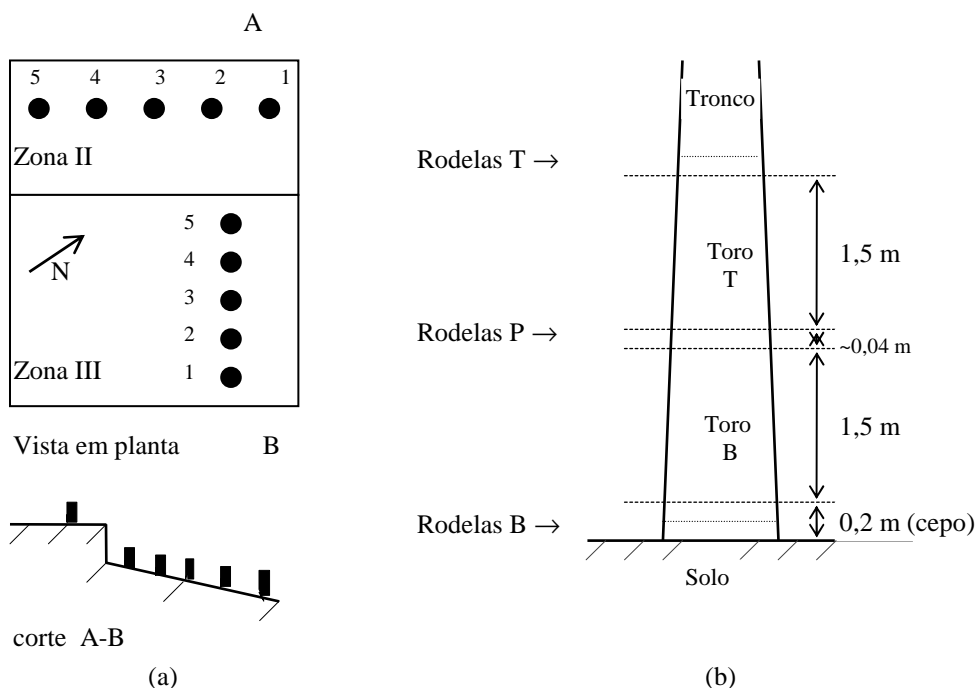 A
5 4 3 2 1
Zona II
5
4
N
3
2
Zona III
1
Vista em planta B
corte A-B
(a)
Tronco
Rodelas T →
Toro
T
1,5 m
Rodelas P →
~0,04 m
Toro
B
1,5 m
Rodelas B →
0,2 m (cepo)
Solo
(b)